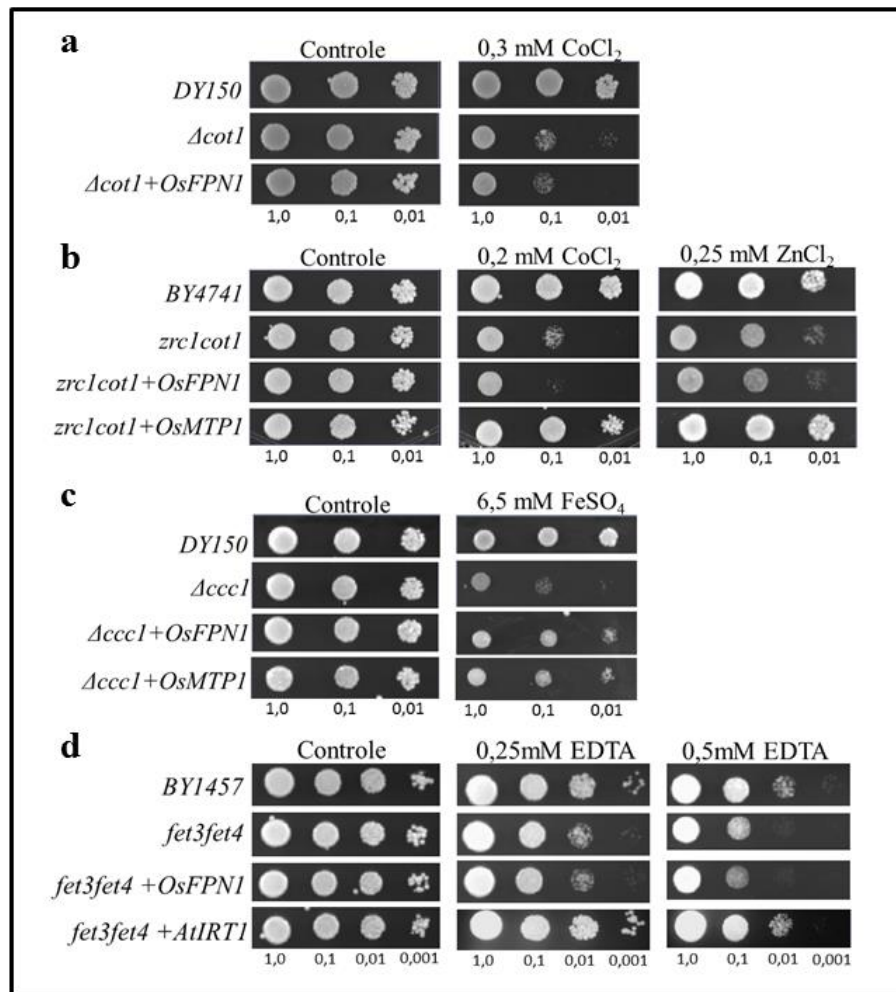 a
Controle 0,3 mM CoCl₂
DY150
Δcot1
Δcot1+OsFPN1
1,0 0,1 0,01 1,0 0,1 0,01
b
Controle 0,2 mM CoCl₂ 0,25 mM ZnCl₂
BY4741
zrc1cot1
zrc1cot1+OsFPN1
zrc1cot1+OsMTP1
1,0 0,1 0,01 1,0 0,1 0,01 1,0 0,1 0,01
c
Controle 6,5 mM FeSO₄
DY150
Δccc1
Δccc1+OsFPN1
Δccc1+OsMTP1
1,0 0,1 0,01 1,0 0,1 0,01
d
Controle 0,25mM EDTA 0,5mM EDTA
BY1457
fet3fet4
fet3fet4 +OsFPN1
fet3fet4 +AtIRT1
1,0 0,1 0,01 0,001 1,0 0,1 0,01 0,001 1,0 0,1 0,01 0,001